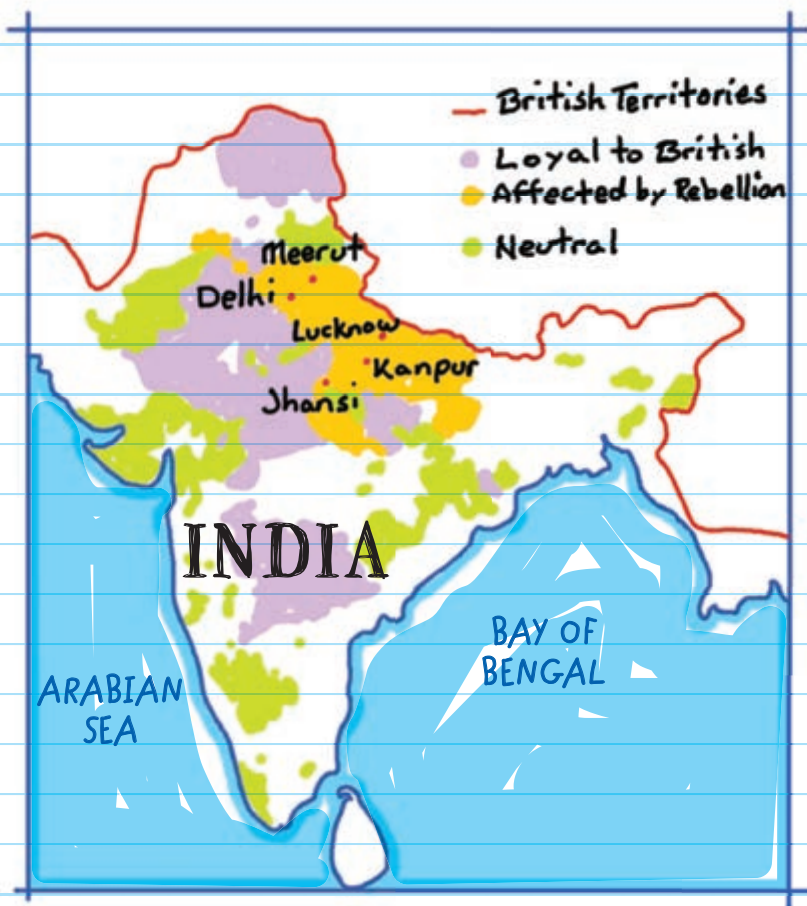 British Territories
Loyal to British
Affected by Rebellion
Neutral
Meerut
Delhi
Lucknow
Kanpur
Jhansi
INDIA
BAY OF
BENGAL
ARABIAN
SEA